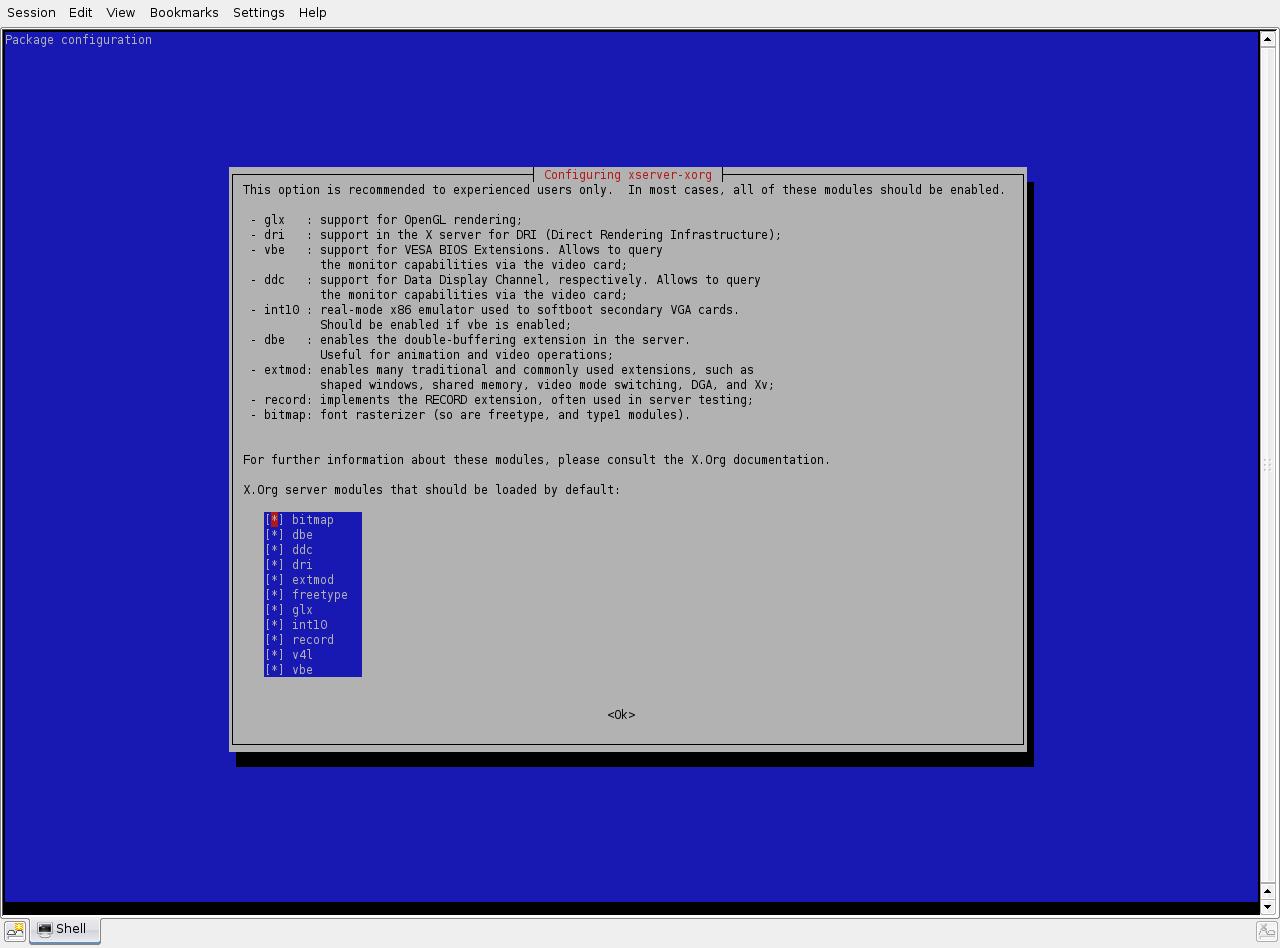 Session Edit View Bookmarks Settings Help
Package configuration
Configuring xserver-xorg
This option is recommended to experienced users only.  In most cases, all of these modules should be enabled.
- glx   : support for OpenGL rendering;
- dri   : support in the X server for DRI (Direct Rendering Infrastructure);
- vbe   : support for VESA BIOS Extensions. Allows to query
the monitor capabilities via the video card;
- ddc   : support for Data Display Channel, respectively. Allows to query
the monitor capabilities via the video card;
- int10 : real-mode x86 emulator used to softboot secondary VGA cards.
Should be enabled if vbe is enabled;
- dbe   : enables the double-buffering extension in the server.
Useful for animation and video operations;
- extmod: enables many traditional and commonly used extensions, such as
shaped windows, shared memory, video mode switching, DGA, and Xv;
- record: implements the RECORD extension, often used in server testing;
- bitmap: font rasterizer (so are freetype, and type1 modules).
For further information about these modules, please consult the X.Org documentation.
X.Org server modules that should be loaded by default:
[*] bitmap
[*] dbe
[*] ddc
[*] dri
[*] extmod
[*] freetype
[*] glx
[*] int10
[*] record
[*] v4l
[*] vbe
<Ok>
Shell